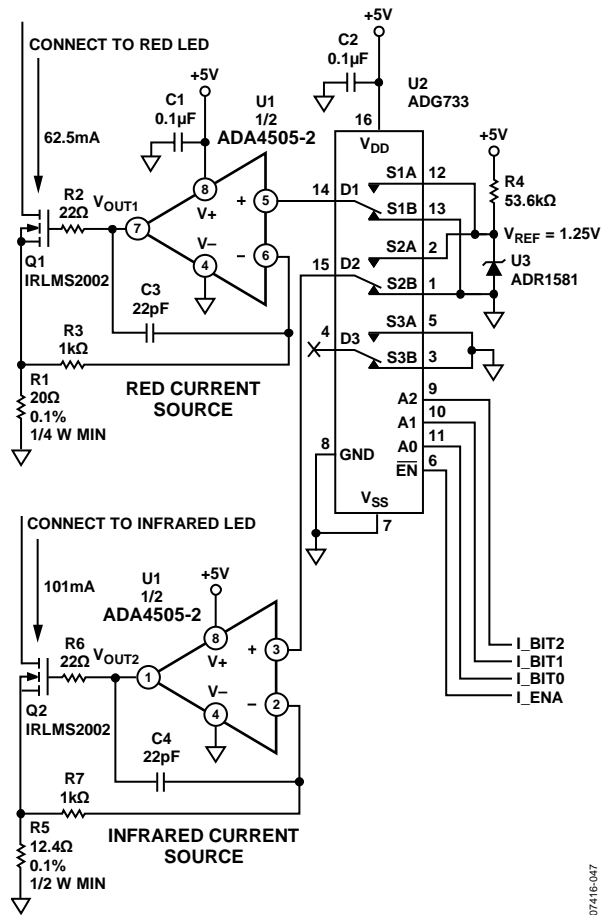 CONNECT TO RED LED
62.5mA
+5V
C1
0.1µF
U1
1/2
ADA4505-2
R2
22Ω
VOUT1
7
8
V+
V–
4
+
5
–
6
Q1
IRLMS2002
C3
22pF
R3
1kΩ
R1
20Ω
0.1%
1/4 W MIN
RED CURRENT
SOURCE
+5V
C2
0.1µF
U2
ADG733
16
VDD
14
D1
S1A
12
S1B
13
S2A
2
15
D2
S2B
1
S3A
5
4
D3
S3B
3
A2
9
A1
10
A0
11
EN
6
8
GND
VSS
7
+5V
R4
53.6kΩ
VREF = 1.25V
U3
ADR1581
I_BIT2
I_BIT1
I_BIT0
I_ENA
CONNECT TO INFRARED LED
101mA
U1
1/2
ADA4505-2
+5V
R6
22Ω
VOUT2
1
8
V+
V–
4
+
3
–
2
Q2
IRLMS2002
C4
22pF
R7
1kΩ
R5
12.4Ω
0.1%
1/2 W MIN
INFRARED CURRENT
SOURCE
07416-047